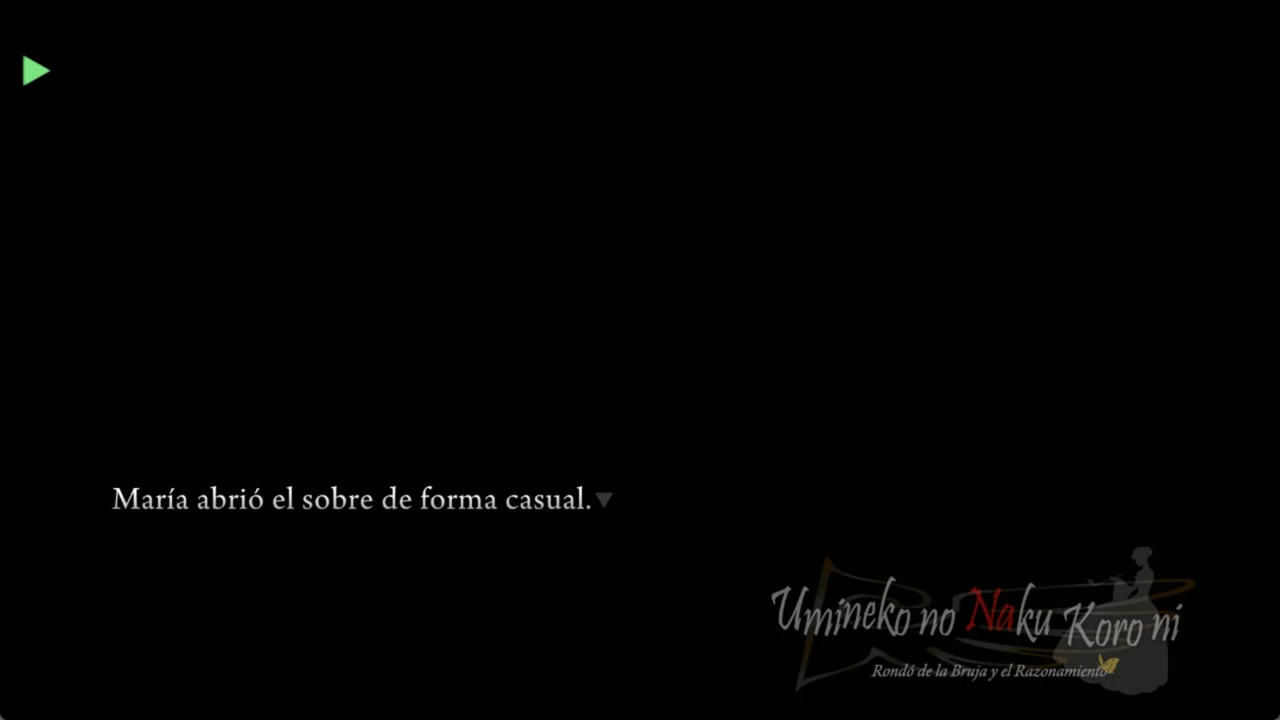 María abrió el sobre de forma casual.
Umineko no Naku Koro ni
Rondó de la Bruja y el Razonamiento